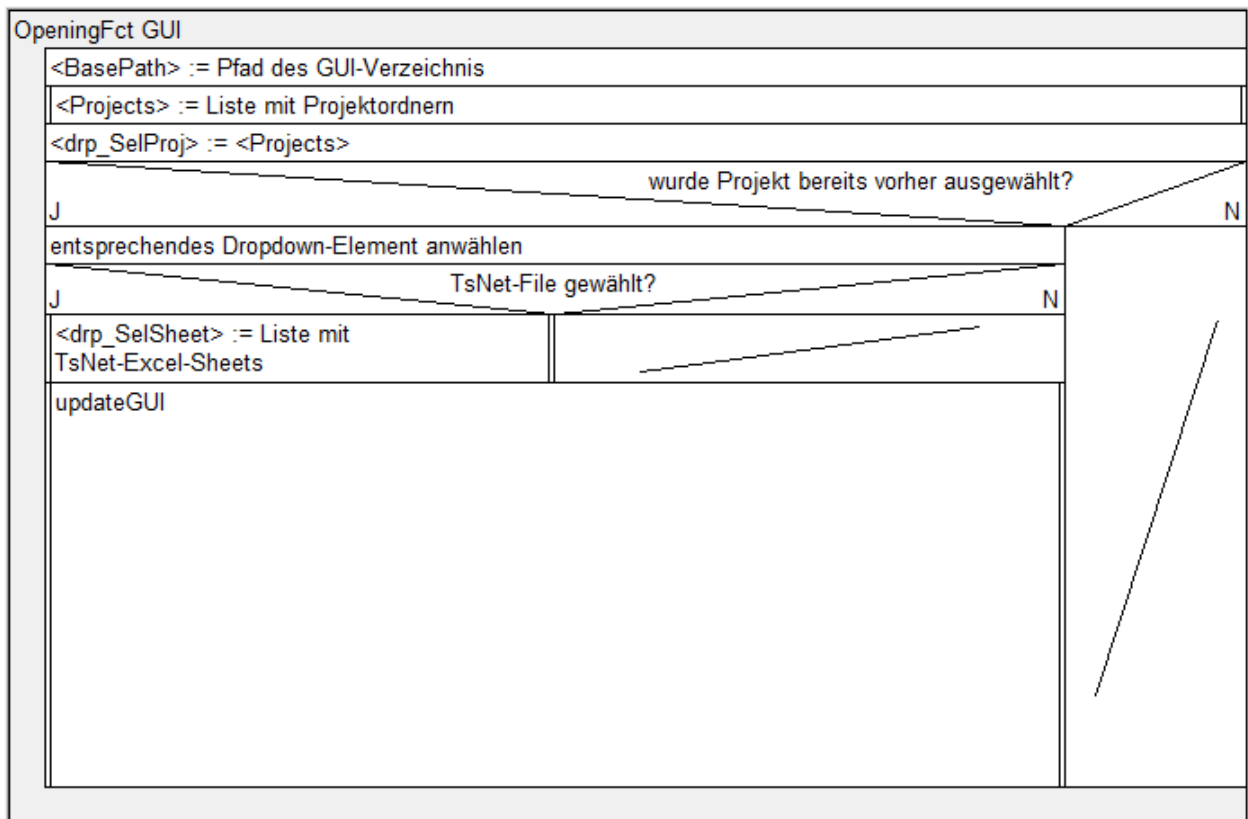 OpeningFct GUI
<BasePath> := Pfad des GUI-Verzeichnis
<Projects> := Liste mit Projektordnern
<drp_SelProj> := <Projects>
wurde Projekt bereits vorher ausgewählt?
J
N
entsprechendes Dropdown-Element anwählen
TsNet-File gewählt?
J
N
<drp_SelSheet> := Liste mit
TsNet-Excel-Sheets
updateGUI